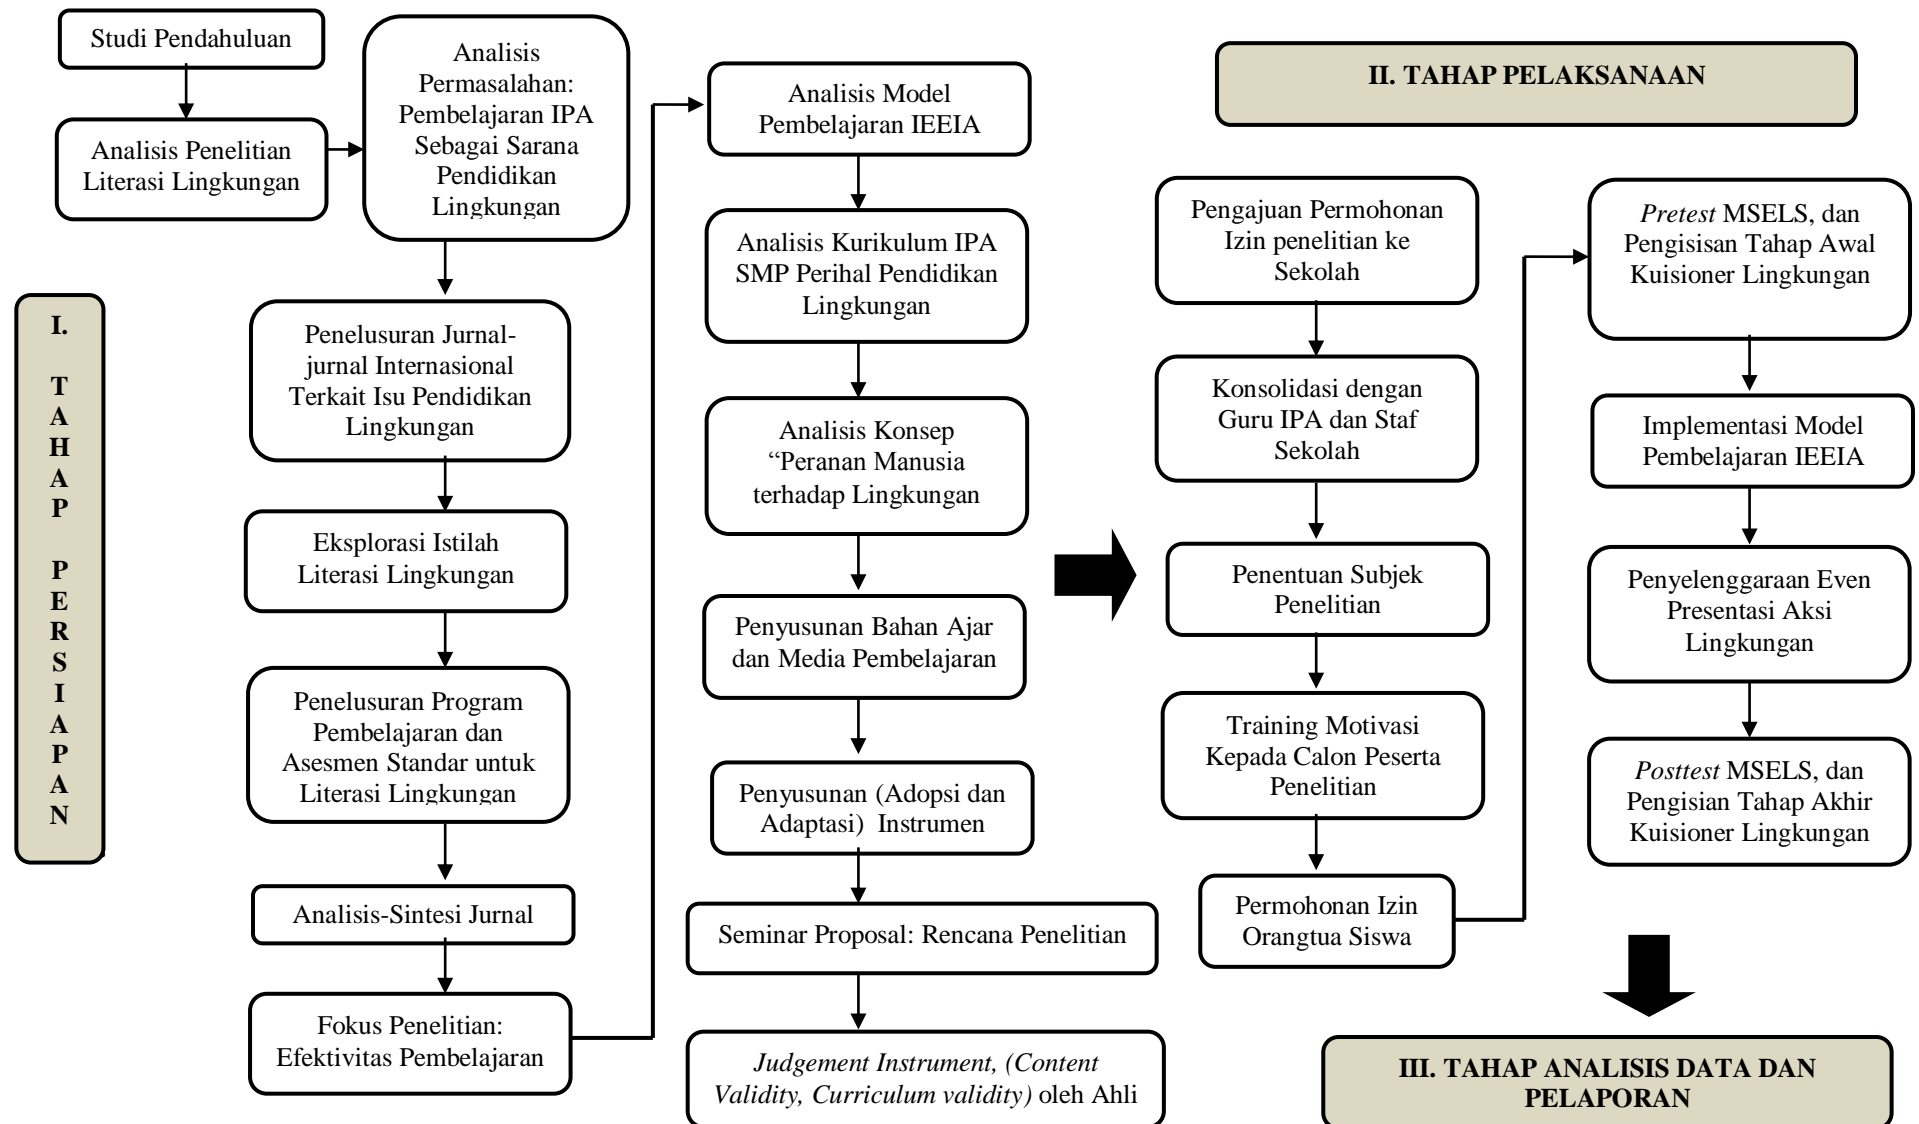 Studi Pendahuluan
Analisis Penelitian
Literasi Lingkungan
Analisis
Permasalahan:
Pembelajaran IPA
Sebagai Sarana
Pendidikan
Lingkungan
I.
T
A
H
A
P
P
E
R
S
I
A
P
A
N
Penelusuran Jurnal-
jurnal Internasional
Terkait Isu Pendidikan
Lingkungan
Eksplorasi Istilah
Literasi Lingkungan
Penelusuran Program
Pembelajaran dan
Asesmen Standar untuk
Literasi Lingkungan
Analisis-Sintesi Jurnal
Fokus Penelitian:
Efektivitas Pembelajaran
Analisis Model
Pembelajaran IEEIA
Analisis Kurikulum IPA
SMP Perihal Pendidikan
Lingkungan
Analisis Konsep
“Peranan Manusia
terhadap Lingkungan
Penyusunan Bahan Ajar
dan Media Pembelajaran
Penyusunan (Adopsi dan
Adaptasi) Instrumen
Seminar Proposal: Rencana Penelitian
Judgement Instrument, (Content
Validity, Curriculum validity) oleh Ahli
II. TAHAP PELAKSANAAN
Pengajuan Permohonan
Izin penelitian ke
Sekolah
Konsolidasi dengan
Guru IPA dan Staf
Sekolah
Penentuan Subjek
Penelitian
Training Motivasi
Kepada Calon Peserta
Penelitian
Permohonan Izin
Orangtua Siswa
Pretest MSELS, dan
Pengisisan Tahap Awal
Kuisioner Lingkungan
Implementasi Model
Pembelajaran IEEIA
Penyelenggaraan Even
Presentasi Aksi
Lingkungan
Posttest MSELS, dan
Pengisian Tahap Akhir
Kuisioner Lingkungan
III. TAHAP ANALISIS DATA DAN
PELAPORAN